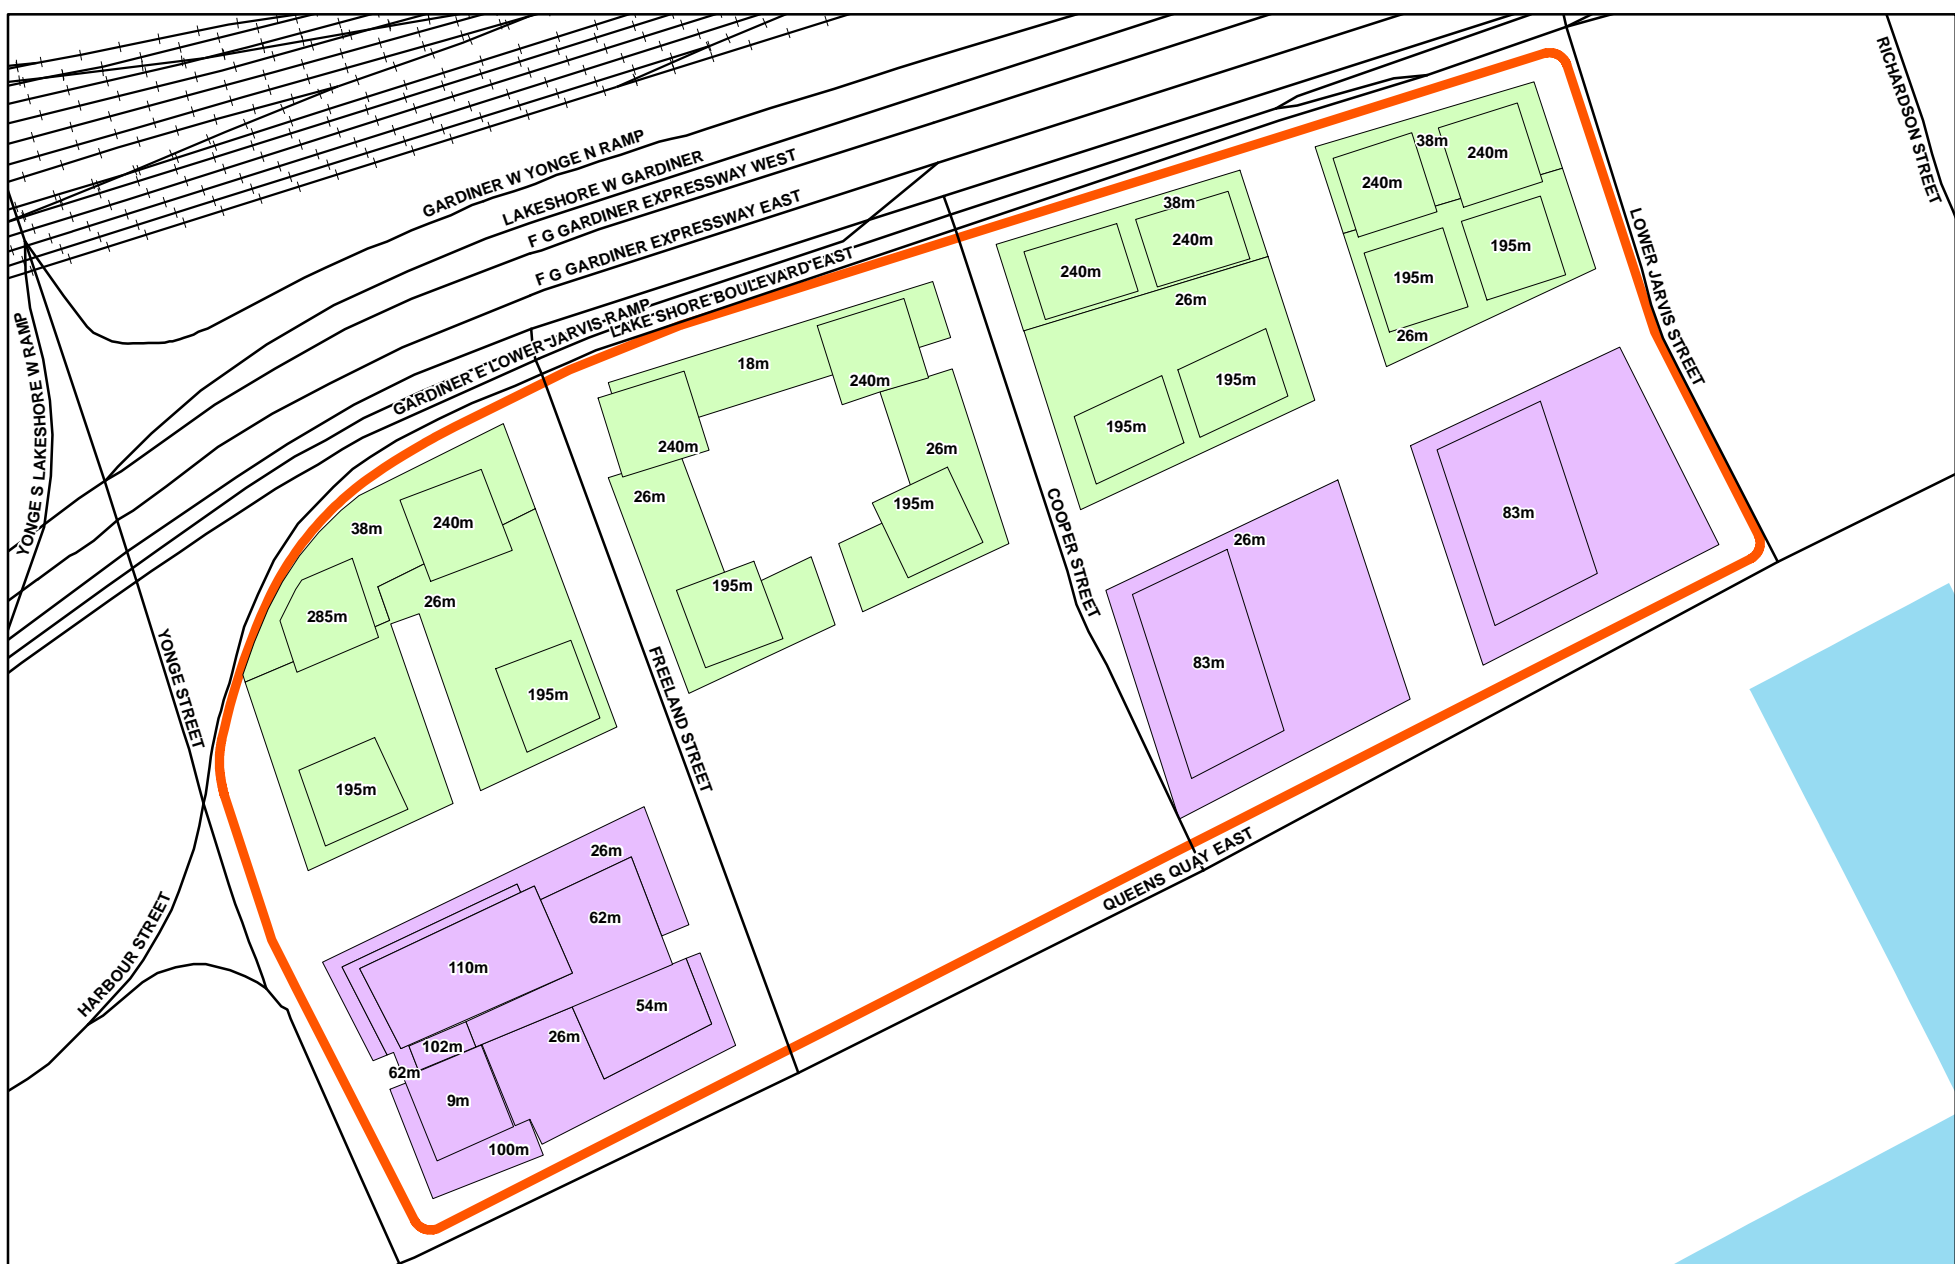 RICHARDSON STREET
GARDINER W YONGE N RAMP
LAKESHORE W GARDINER
F G GARDINER EXPRESSWAY WEST
F G GARDINER EXPRESSWAY EAST
LAKE SHORE BOULEVARD EAST
GARDINER E LOWER JARVIS RAMP
YONGE S LAKESHORE W RAMP
LOWER JARVIS STREET
38m
240m
240m
195m
195m
26m
38m
240m
240m
26m
195m
195m
18m
240m
240m
26m
26m
195m
195m
38m
240m
285m
26m
195m
195m
COOPER STREET
83m
26m
83m
YONGE STREET
FREELAND STREET
HARBOUR STREET
QUEENS QUAY EAST
26m
62m
110m
54m
26m
102m
62m
9m
100m